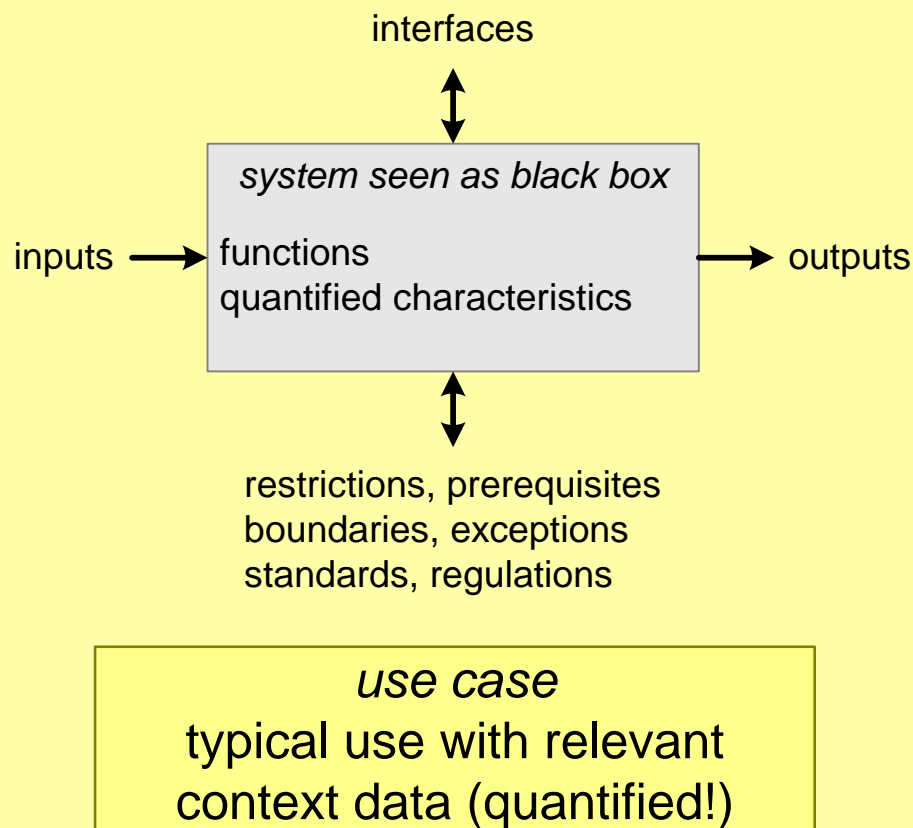 interfaces
system seen as black box
inputs
functions
quantified characteristics
outputs
restrictions, prerequisites
boundaries, exceptions
standards, regulations
use case
typical use with relevant
context data (quantified!)